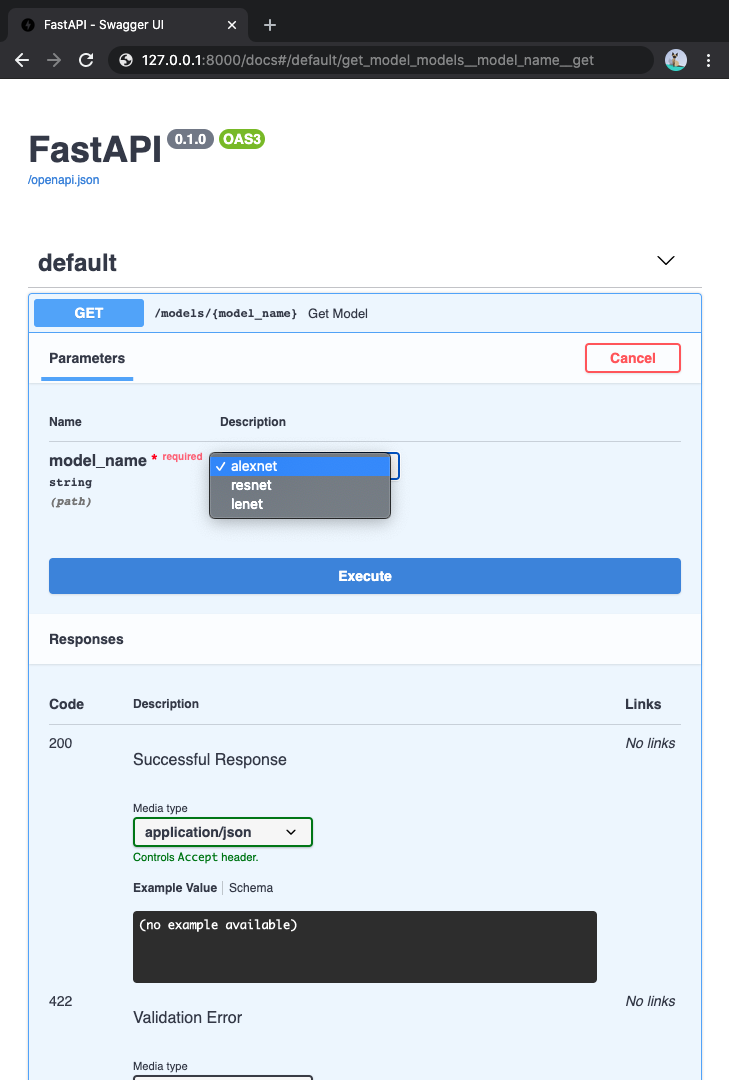 FastAPI - Swagger UI
127.0.0.1:8000/docs#/default/get_model_models__model_name__get
FastAPI 0.1.0 OAS3
/openapi.json
default
GET /models/{model_name} Get Model
Parameters Cancel
Name Description
model_name * required
string
(path)
✓ alexnet
resnet
lenet
Execute
Responses
Code Description Links
200 Successful Response No links
Media type
application/json
Controls Accept header.
Example Value Schema
(no example available)
422 Validation Error No links
Media type